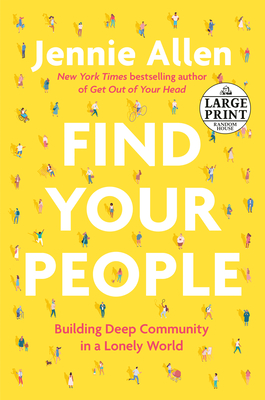 Jennie Allen
New York Times bestselling author
of Get Out of Your Head
LARGE
PRINT
RANDOM
HOUSE
FIND
YOUR
PEOPLE
Building Deep Community
in a Lonely World